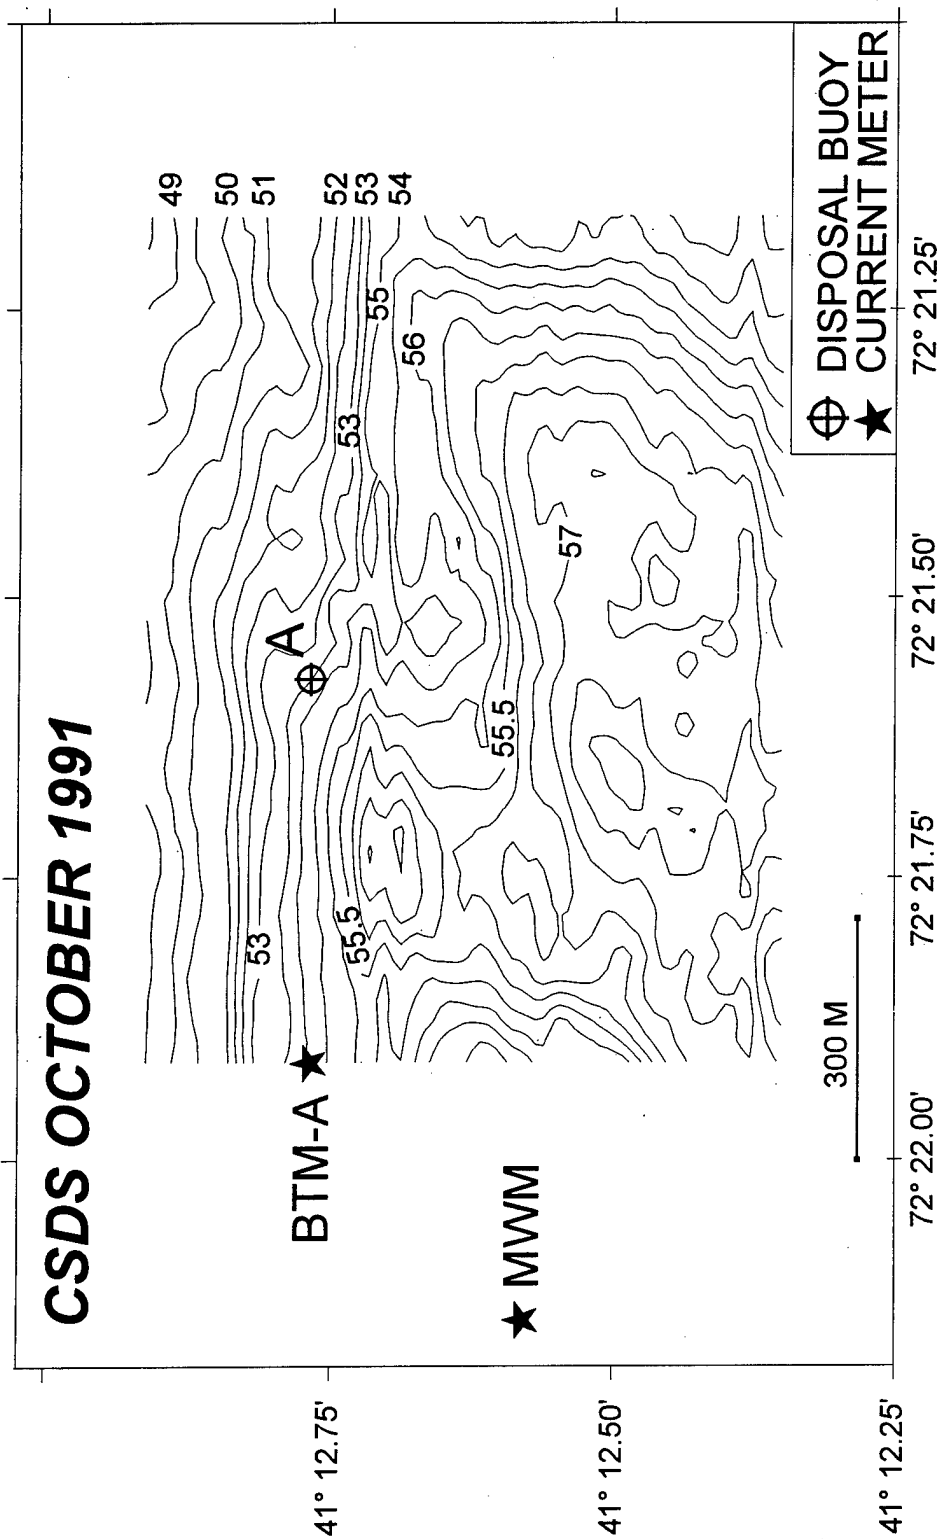 CSDS OCTOBER 1991
49
50
51
52
53
54
55
56
53
A
57
55.5
53
55.5
BTM-A
MWM
300 M
DISPOSAL BUOY
CURRENT METER
41° 12.75'
41° 12.50'
41° 12.25'
72° 22.00'
72° 21.75'
72° 21.50'
72° 21.25'